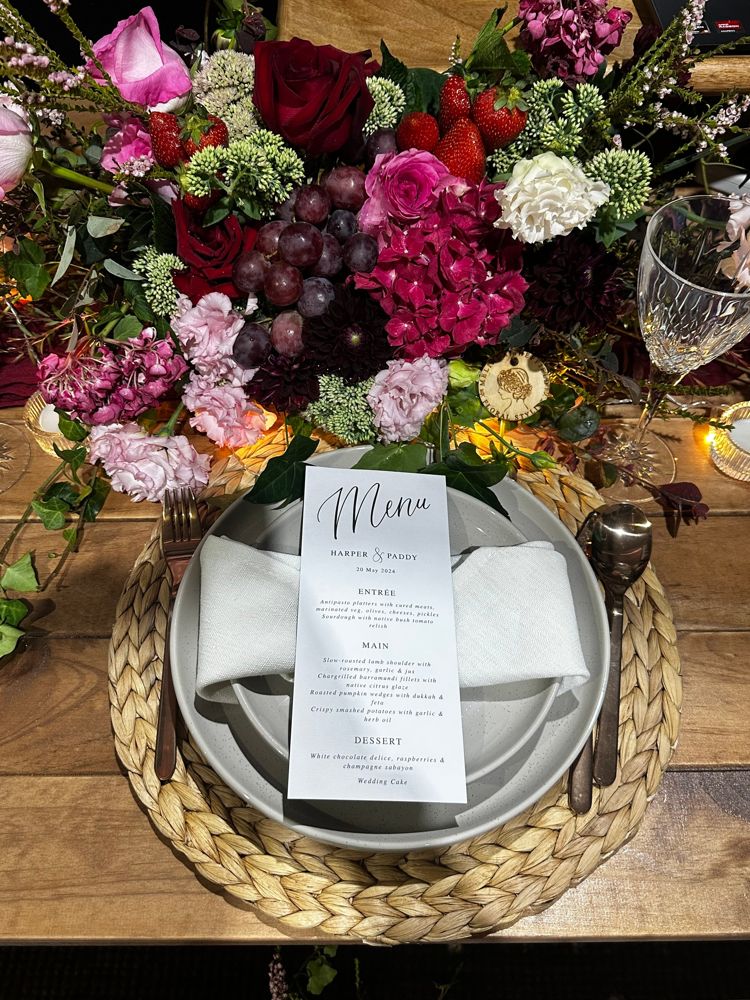 Menu
HARPER & PADDY
20 May 2024
ENTRÉE
Antipasto platters with cured meats,
marinated veg, olives, cheeses, pickles
Sourdough with native bush tomato
relish
MAIN
Slow-roasted lamb shoulder with
rosemary, garlic & jus
Chargrilled barramundi fillets with
native citrus glaze
Roasted pumpkin wedges with dukkah &
feta
Crispy smashed potatoes with garlic &
herb oil
DESSERT
White chocolate delice, raspberries &
champagne sabayon
Wedding Cake